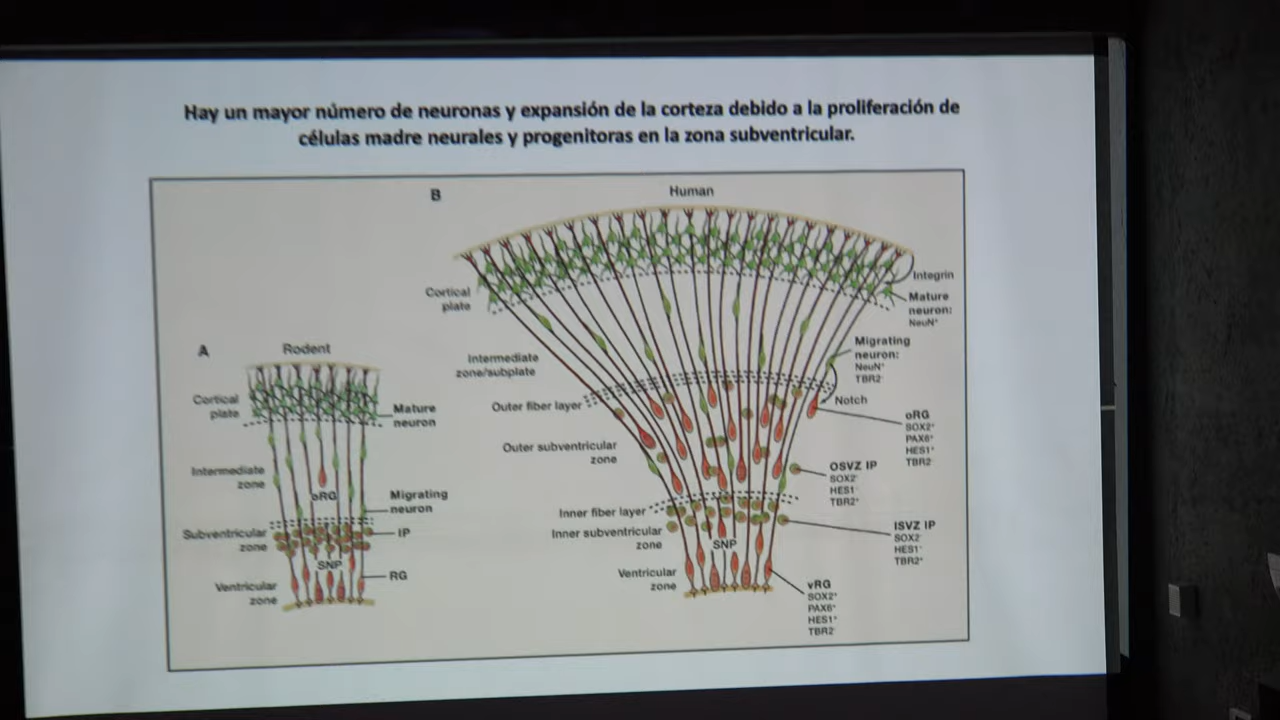 Hay un mayor número de neuronas y expansión de la corteza debido a la proliferación de
células madre neurales y progenitoras en la zona subventricular.
A
Rodent
Cortical
plate
Mature
neuron
Intermediate
zone
oRG
Migrating
neuron
Subventricular
zone
IP
SNP
RG
Ventricular
zone
B
Human
Integrin
Cortical
plate
Mature
neuron:
NeuN⁺
Migrating
neuron:
NeuN⁺
TBR2⁻
Intermediate
zone/subplate
Notch
Outer fiber layer
oRG
SOX2⁺
PAX6⁺
HES1⁺
TBR2⁻
Outer subventricular
zone
OSVZ IP
SOX2⁻
HES1⁻
TBR2⁺
Inner fiber layer
Inner subventricular
zone
ISVZ IP
SOX2⁻
HES1⁻
TBR2⁺
SNP
Ventricular
zone
vRG
SOX2⁺
PAX6⁺
HES1⁺
TBR2⁻